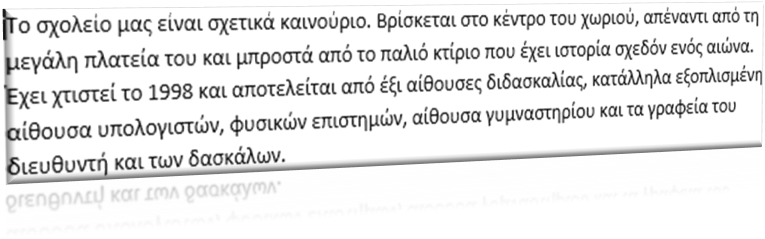 Το σχολείο μας είναι σχετικά καινούριο. Βρίσκεται στο κέντρο του χωριού, απέναντι από τη
μεγάλη πλατεία του και μπροστά από το παλιό κτίριο που έχει ιστορία σχεδόν ενός αιώνα.
Έχει χτιστεί το 1998 και αποτελείται από έξι αίθουσες διδασκαλίας, κατάλληλα εξοπλισμένη
αίθουσα υπολογιστών, φυσικών επιστημών, αίθουσα γυμναστηρίου και τα γραφεία του
διευθυντή και των δασκάλων.